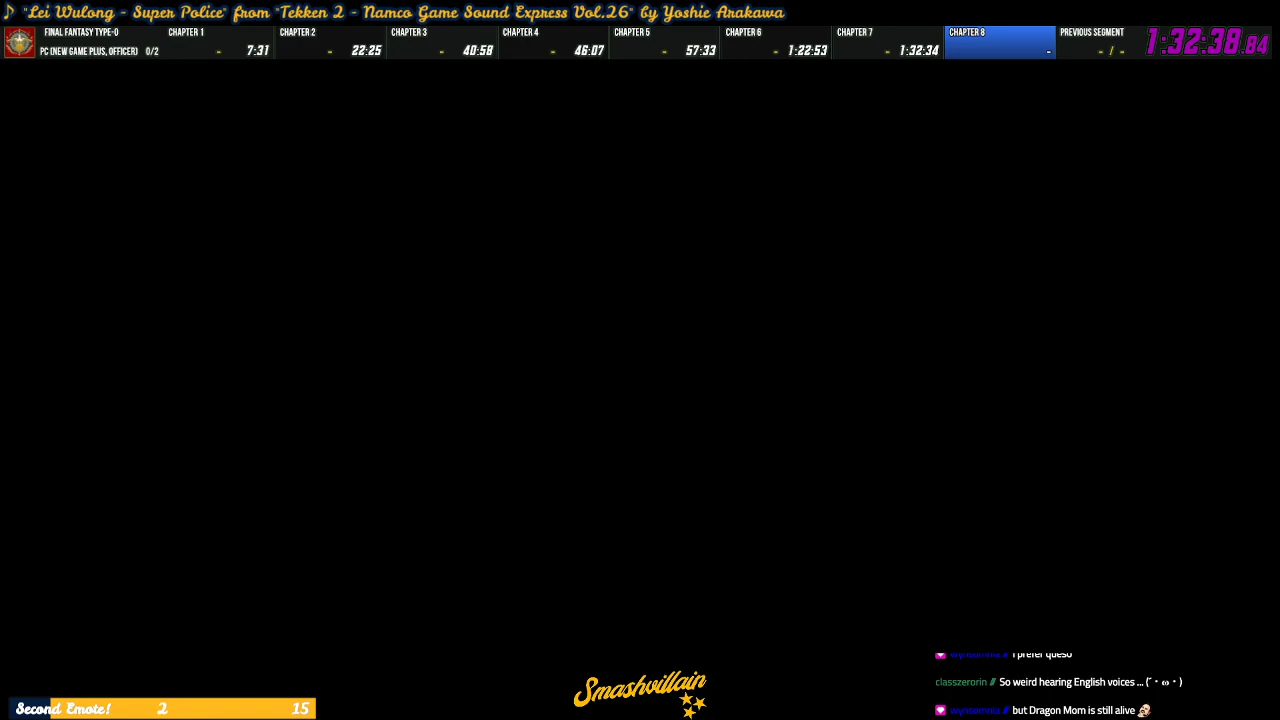 ♪ "Lei Wulong - Super Police" from "Tekken 2 - Namco Game Sound Express Vol.26" by Yoshie Arakawa
FINAL FANTASY TYPE-0
PC (NEW GAME PLUS, OFFICER) 0/2
CHAPTER 1
- 7:31
CHAPTER 2
- 22:25
CHAPTER 3
- 40:58
CHAPTER 4
- 46:07
CHAPTER 5
- 57:33
CHAPTER 6
- 1:22:53
CHAPTER 7
- 1:32:34
CHAPTER 8
-
PREVIOUS SEGMENT
- / -
1:32:38.84
wynsomnia // I prefer queso
classzerorin // So weird hearing English voices ... (´・ω・)
wynsomnia // but Dragon Mom is still alive
Smashvillain
Second Emote! 2 15